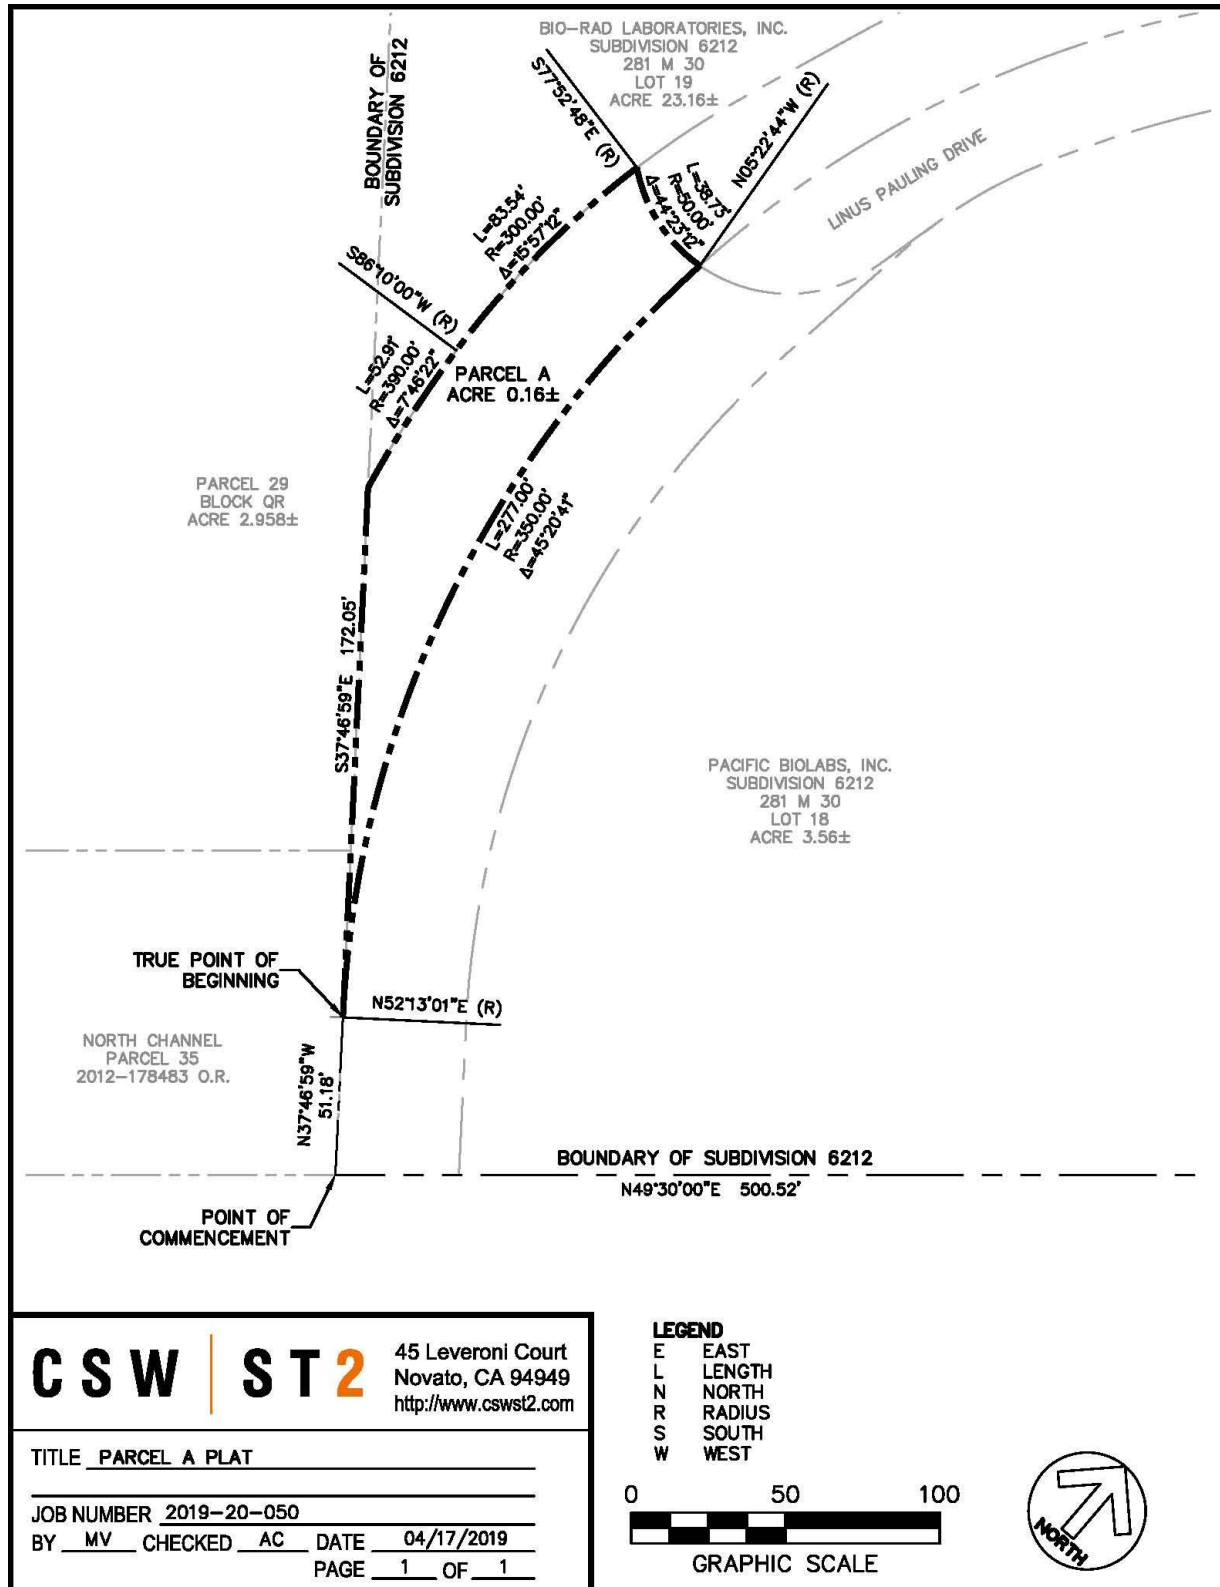 BIO-RAD LABORATORIES, INC.
SUBDIVISION 6212
281 M 30
LOT 19
ACRE 23.16±
BOUNDARY OF
SUBDIVISION 6212
S77°52'48"E (R)
N05°22'44"W (R)
L=38.73'
R=50.00'
Δ=44°23'12"
LINUS PAULING DRIVE
L=83.54'
R=300.00'
Δ=15°57'12"
S86°10'00"W (R)
L=52.91'
R=390.00'
Δ=7°46'22"
PARCEL A
ACRE 0.16±
PARCEL 29
BLOCK QR
ACRE 2.958±
L=277.00'
R=350.00'
Δ=45°20'41"
S37°46'59"E 172.05'
PACIFIC BIOLABS, INC.
SUBDIVISION 6212
281 M 30
LOT 18
ACRE 3.56±
TRUE POINT OF
BEGINNING
N52°13'01"E (R)
NORTH CHANNEL
PARCEL 35
2012-178483 O.R.
N37°46'59"W
51.18'
BOUNDARY OF SUBDIVISION 6212
N49°30'00"E 500.52'
POINT OF
COMMENCEMENT
CSW | ST2
45 Leveroni Court
Novato, CA 94949
http://www.cswst2.com
TITLE PARCEL A PLAT
JOB NUMBER 2019-20-050
BY MV CHECKED AC DATE 04/17/2019
PAGE 1 OF 1
LEGEND
E EAST
L LENGTH
N NORTH
R RADIUS
S SOUTH
W WEST
0 50 100
GRAPHIC SCALE
NORTH